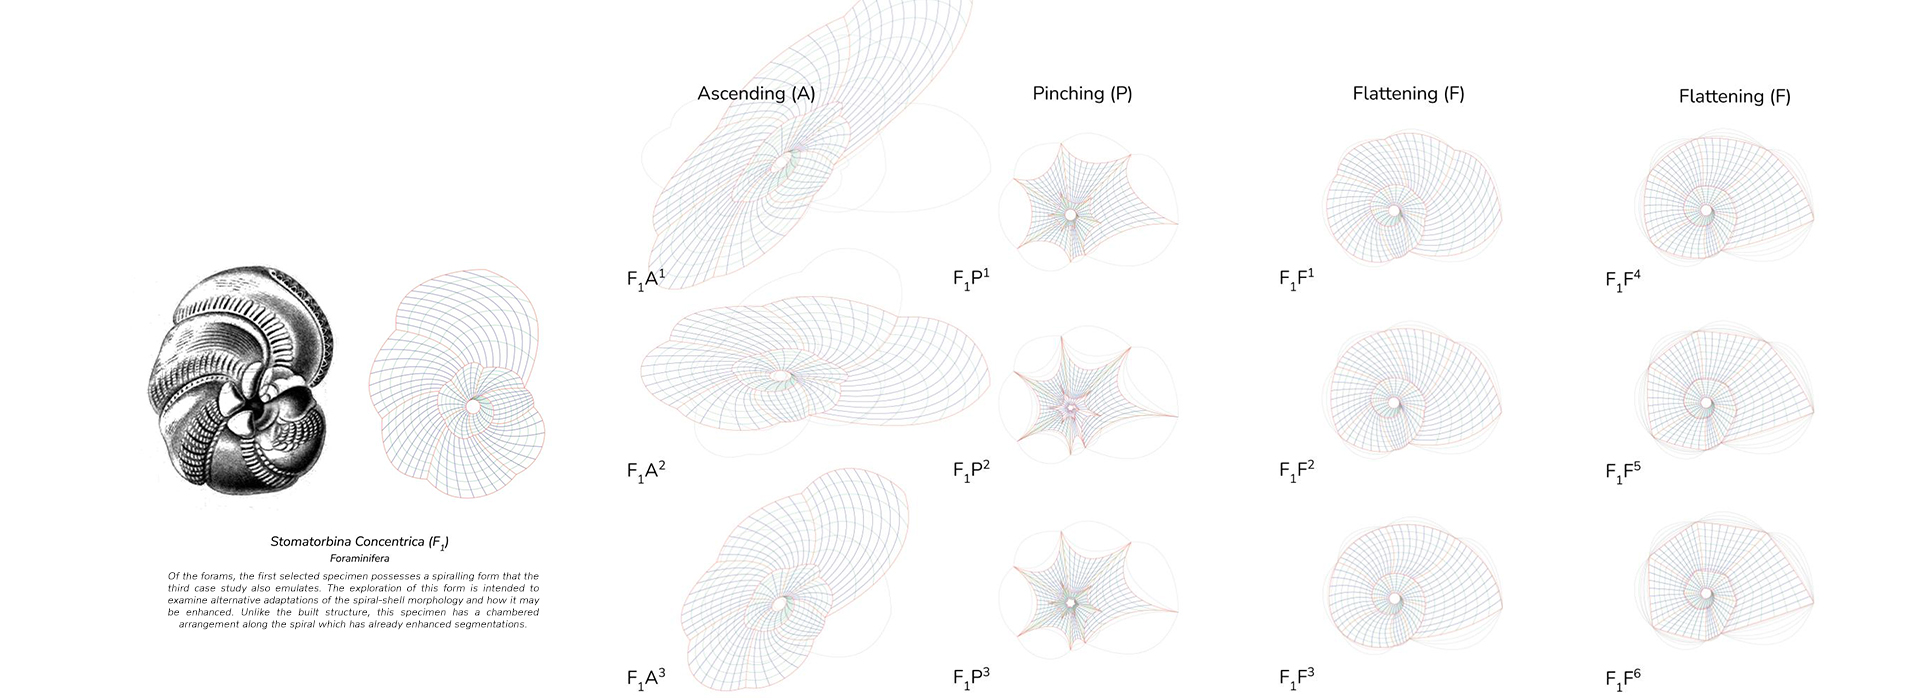 Ascending (A)
Pinching (P)
Flattening (F)
Flattening (F)
F₁A¹
F₁P¹
F₁F¹
F₁F⁴
F₁A²
F₁P²
F₁F²
F₁F⁵
Stomatorbina Concentrica (F₁)
Foraminifera
Of the forams, the first selected specimen possesses a spiralling form that the
third case study also emulates. The exploration of this form is intended to
examine alternative adaptations of the spiral-shell morphology and how it may
be enhanced. Unlike the built structure, this specimen has a chambered
arrangement along the spiral which has already enhanced segmentations.
F₁A³
F₁P³
F₁F³
F₁F⁶